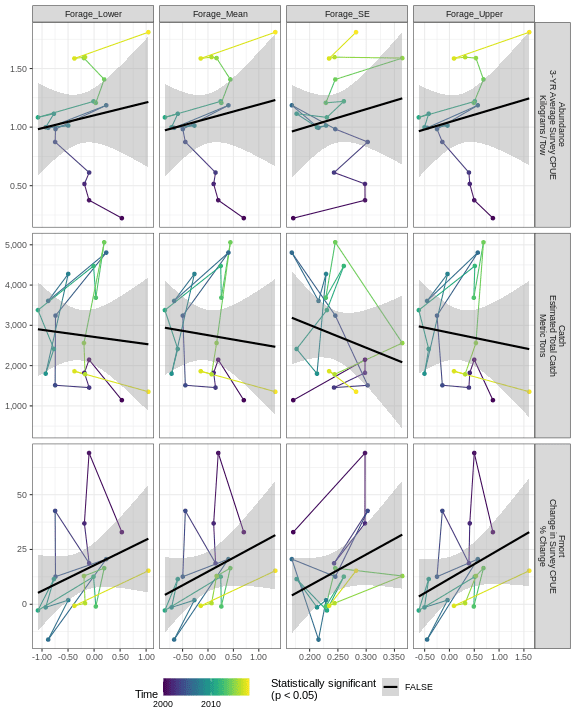 Forage_Lower Forage_Mean Forage_SE Forage_Upper
1.50
1.00
0.50
Abundance
3-YR Average Survey CPUE
Kilograms / Tow
5,000
4,000
3,000
2,000
1,000
Catch
Estimated Total Catch
Metric Tons
50
25
0
Fmort
Change in Survey CPUE
% Change
-1.00 -0.50 0.00 0.50 1.00 -0.50 0.00 0.50 1.00 0.200 0.250 0.300 0.350 -0.50 0.00 0.50 1.00 1.50
Time
2000 2010
Statistically significant
(p < 0.05)
FALSE